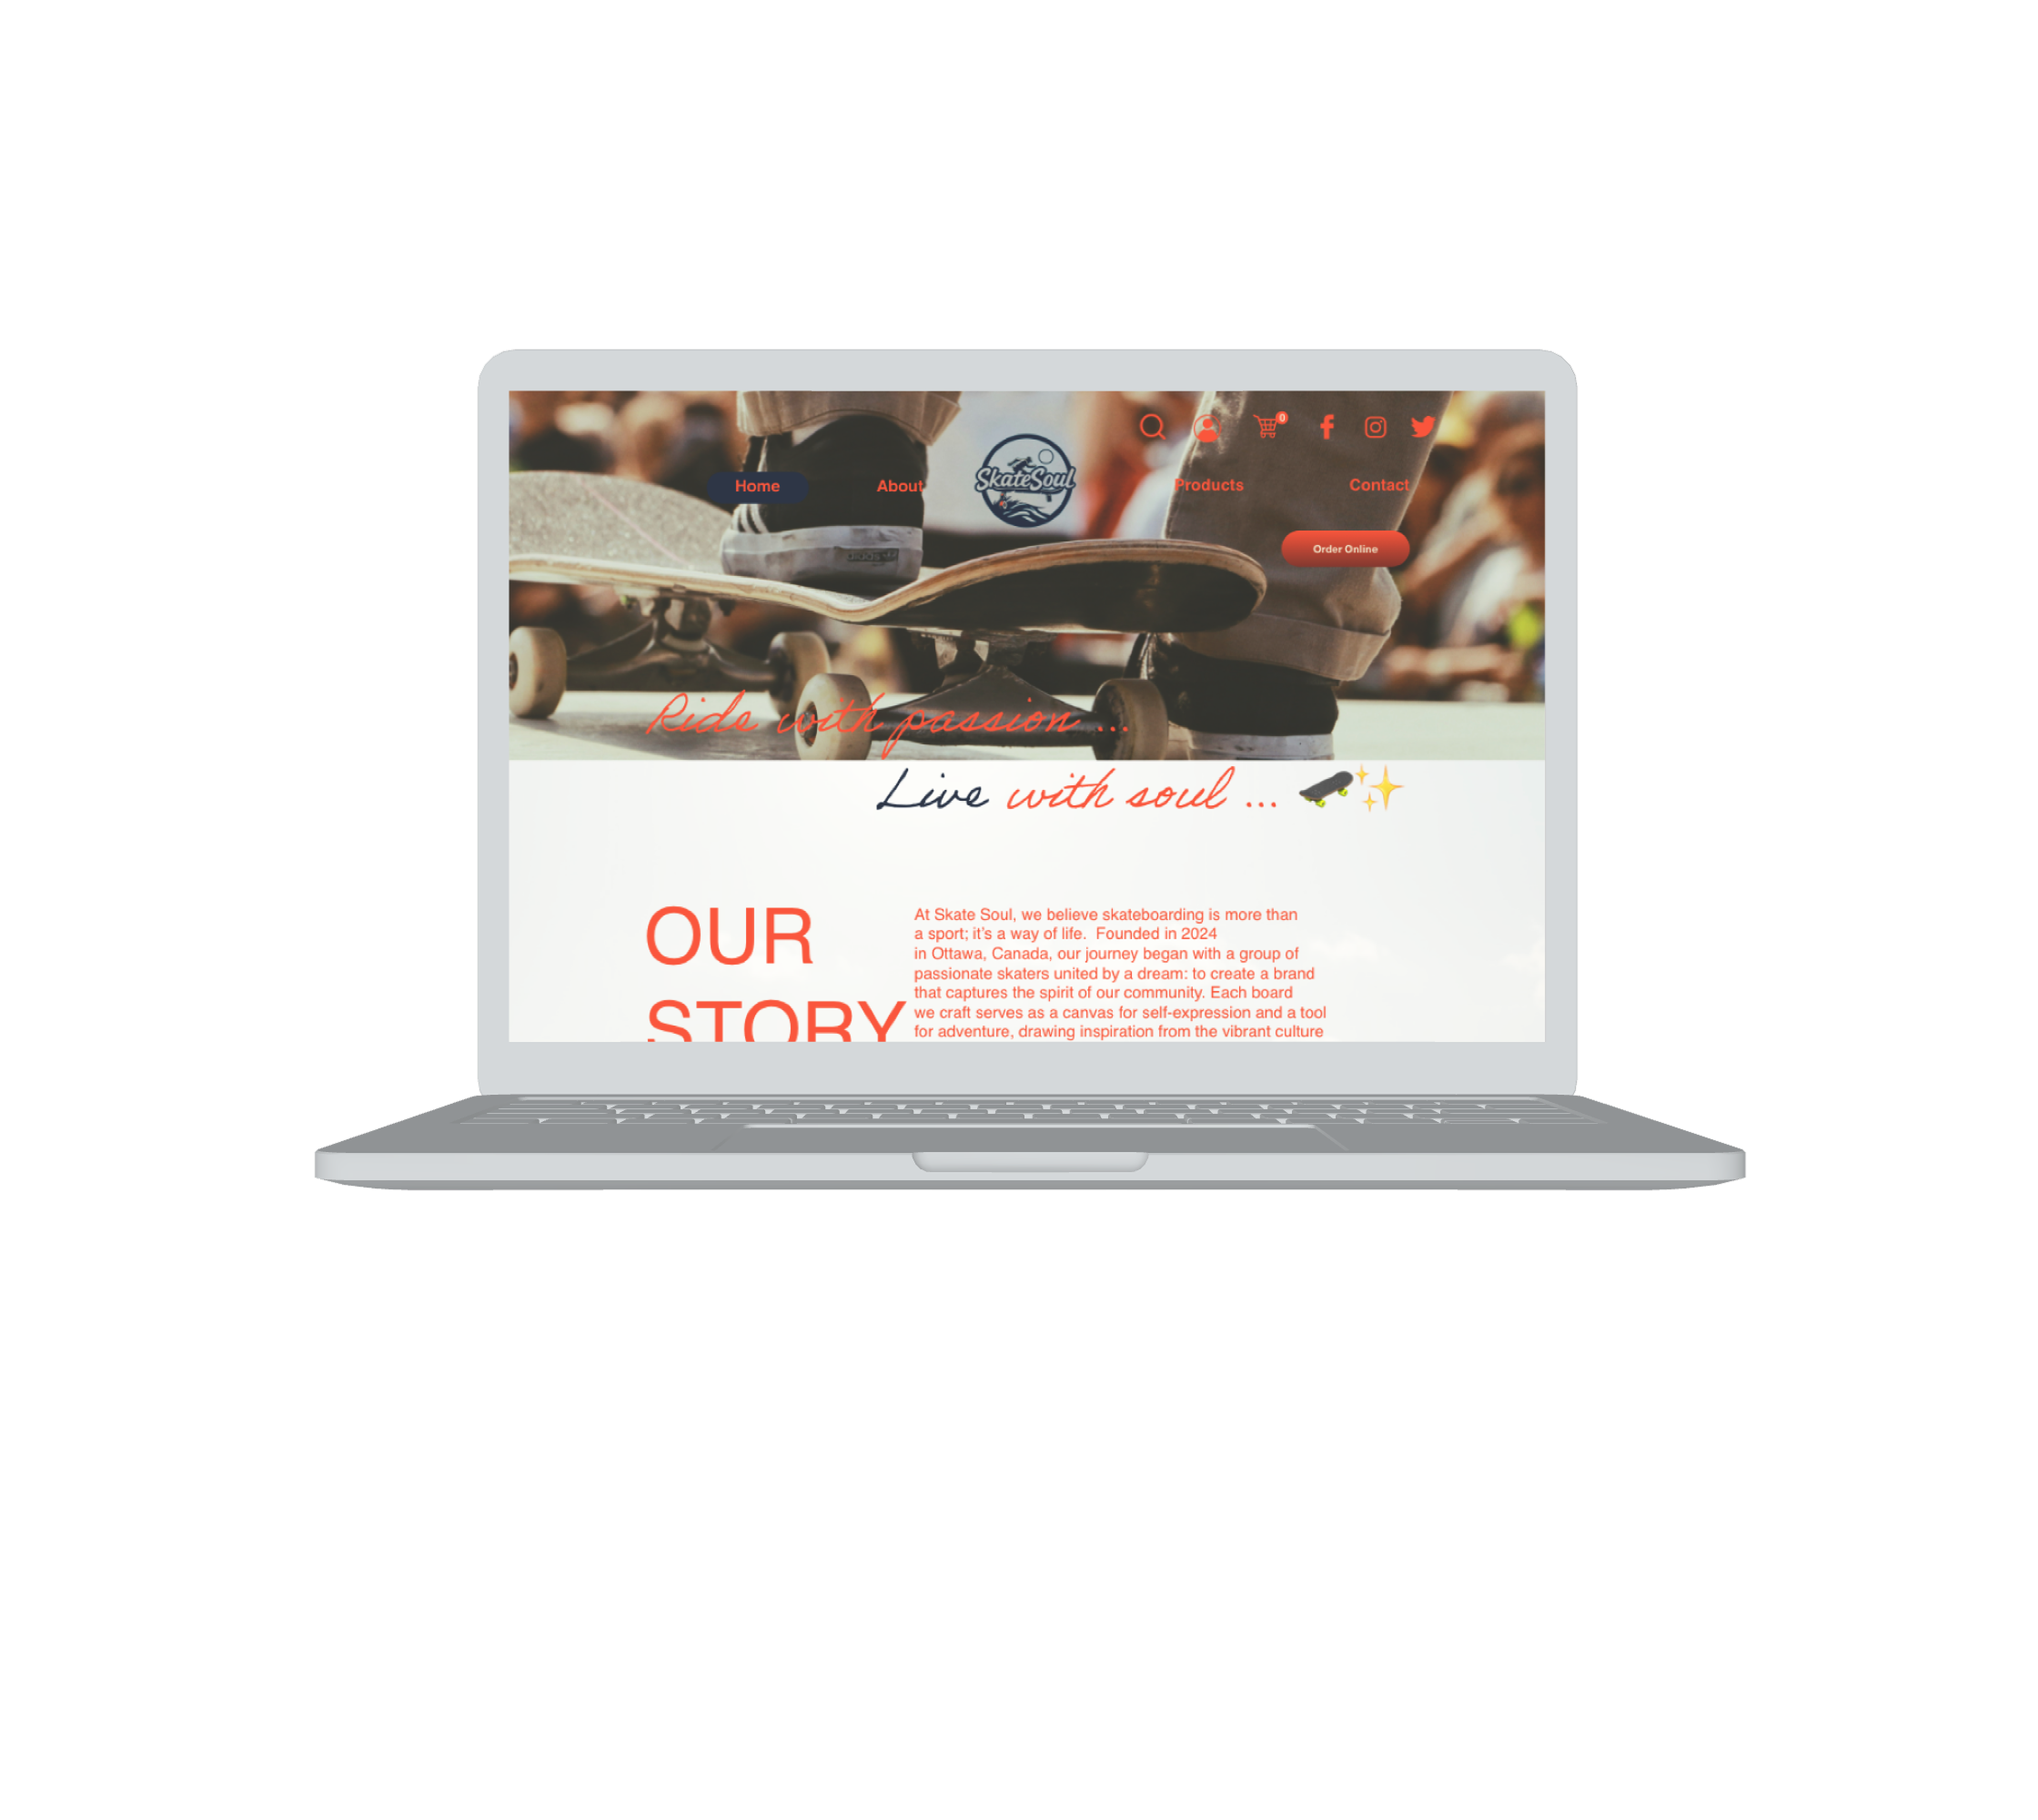 0
Home
About
SkateSoul
Products
Contact
Order Online
adidas
Ride with passion ...
Live with soul ...
OUR
STORY
At Skate Soul, we believe skateboarding is more than
a sport; it's a way of life.  Founded in 2024
in Ottawa, Canada, our journey began with a group of
passionate skaters united by a dream: to create a brand
that captures the spirit of our community. Each board
we craft serves as a canvas for self-expression and a tool
for adventure, drawing inspiration from the vibrant culture